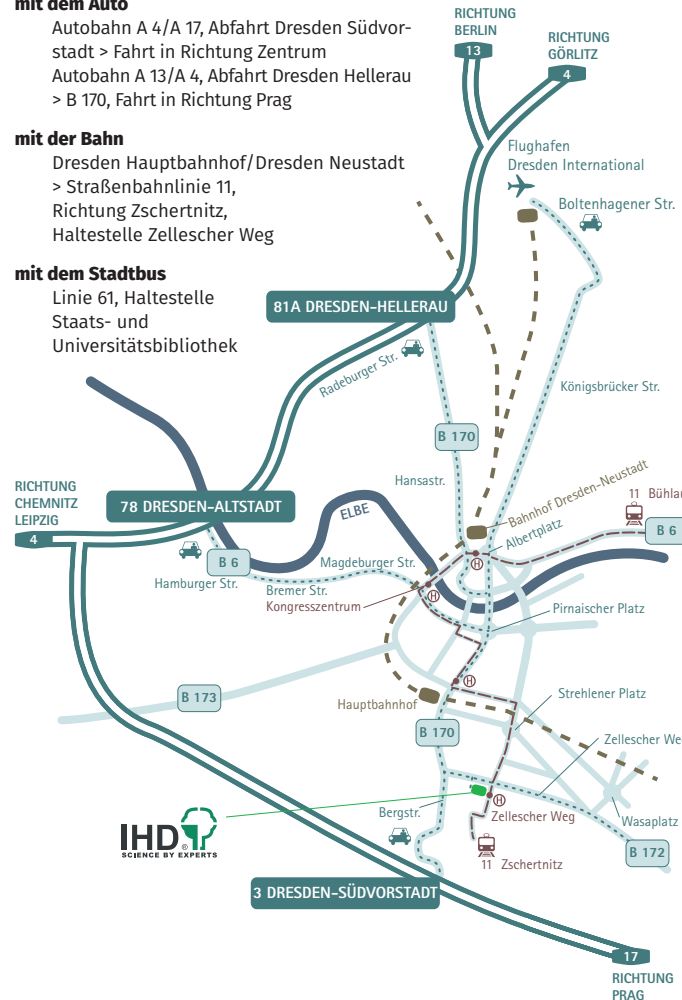 mit dem Auto
Autobahn A 4/A 17, Abfahrt Dresden Südvor-
stadt > Fahrt in Richtung Zentrum
Autobahn A 13/A 4, Abfahrt Dresden Hellerau
> B 170, Fahrt in Richtung Prag
mit der Bahn
Dresden Hauptbahnhof/Dresden Neustadt
> Straßenbahnlinie 11,
Richtung Zschertnitz,
Haltestelle Zellescher Weg
mit dem Stadtbus
Linie 61, Haltestelle
Staats- und
Universitätsbibliothek
RICHTUNG
BERLIN
13
RICHTUNG
GÖRLITZ
4
Flughafen
Dresden International
Boltenhagener Str.
81A DRESDEN-HELLERAU
Radeburger Str.
Königsbrücker Str.
B 170
Hansastr.
RICHTUNG
CHEMNITZ
LEIPZIG
4
78 DRESDEN-ALTSTADT
ELBE
Bahnhof Dresden-Neustadt
Albertplatz
11 Bühlau
B 6
H
B 6
Hamburger Str.
Magdeburger Str.
Bremer Str.
Kongresszentrum
H
Pirnaischer Platz
H
B 173
Hauptbahnhof
Strehlener Platz
B 170
Zellescher We
Bergstr.
H
Zellescher Weg
Wasaplatz
B 172
11 Zschertnitz
IHD®
SCIENCE BY EXPERTS
3 DRESDEN-SÜDVORSTADT
17
RICHTUNG
PRAG